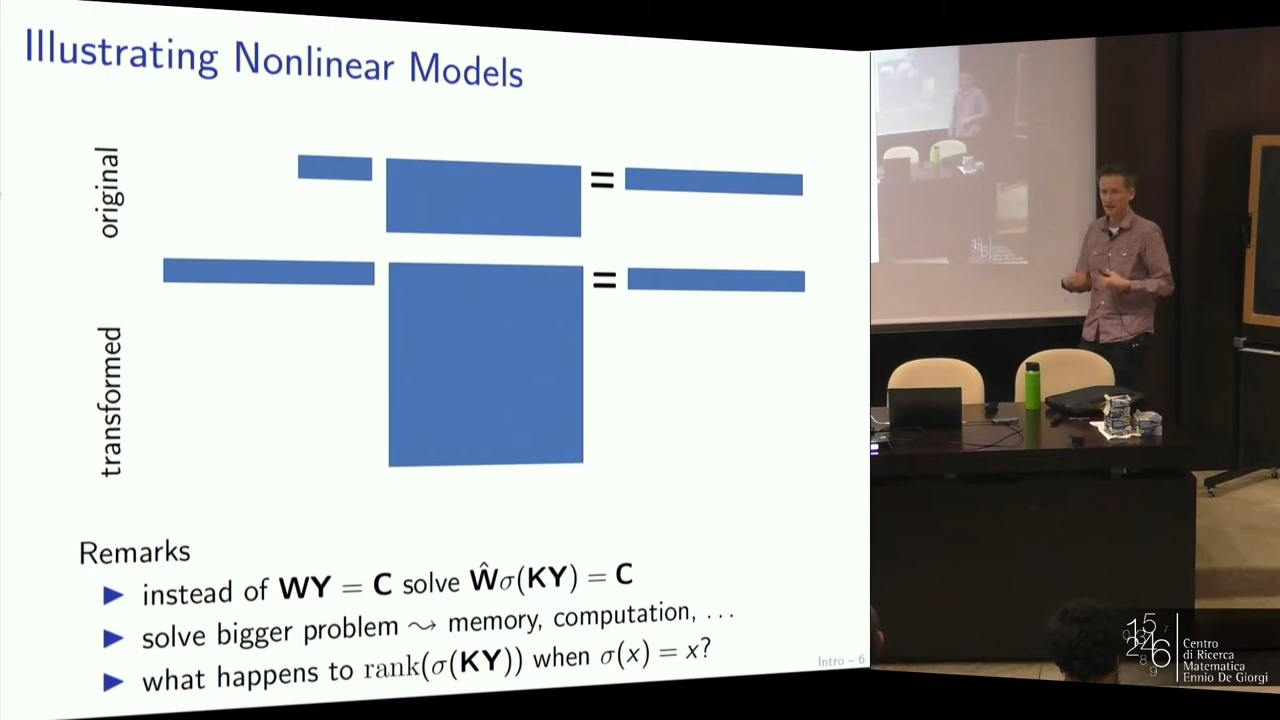 Illustrating Nonlinear Models
original
=
transformed
=
Remarks
instead of WY = C solve Ŵσ(KY) = C
solve bigger problem ⇝ memory, computation, …
what happens to rank(σ(KY)) when σ(x) = x?
Intro – 6
Centro
di Ricerca
Matematica
Ennio De Giorgi